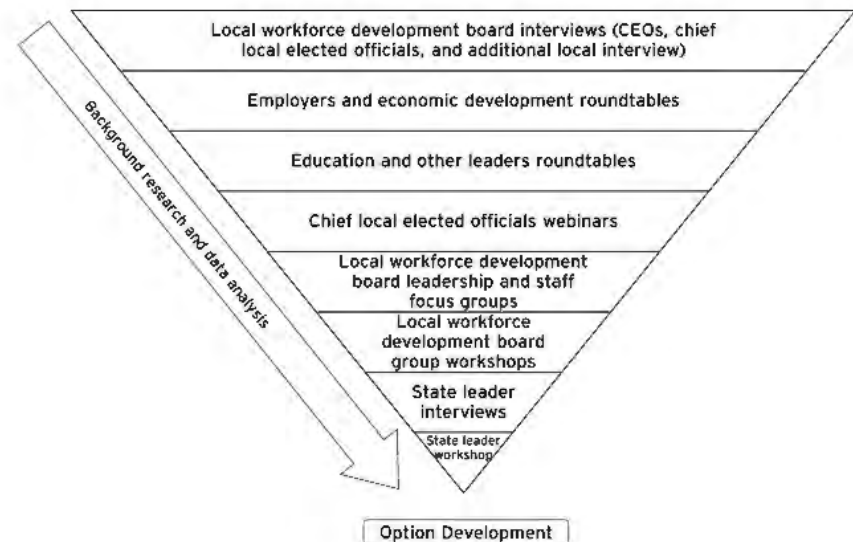 Local workforce development board interviews (CEOs, chief
local elected officials, and additional local interview)
Employers and economic development roundtables
Education and other leaders roundtables
Chief local elected officials webinars
Local workforce development
board leadership and staff
focus groups
Local workforce
development board
group workshops
State leader
interviews
State leader
workshop
Background research and data analysis
Option Development